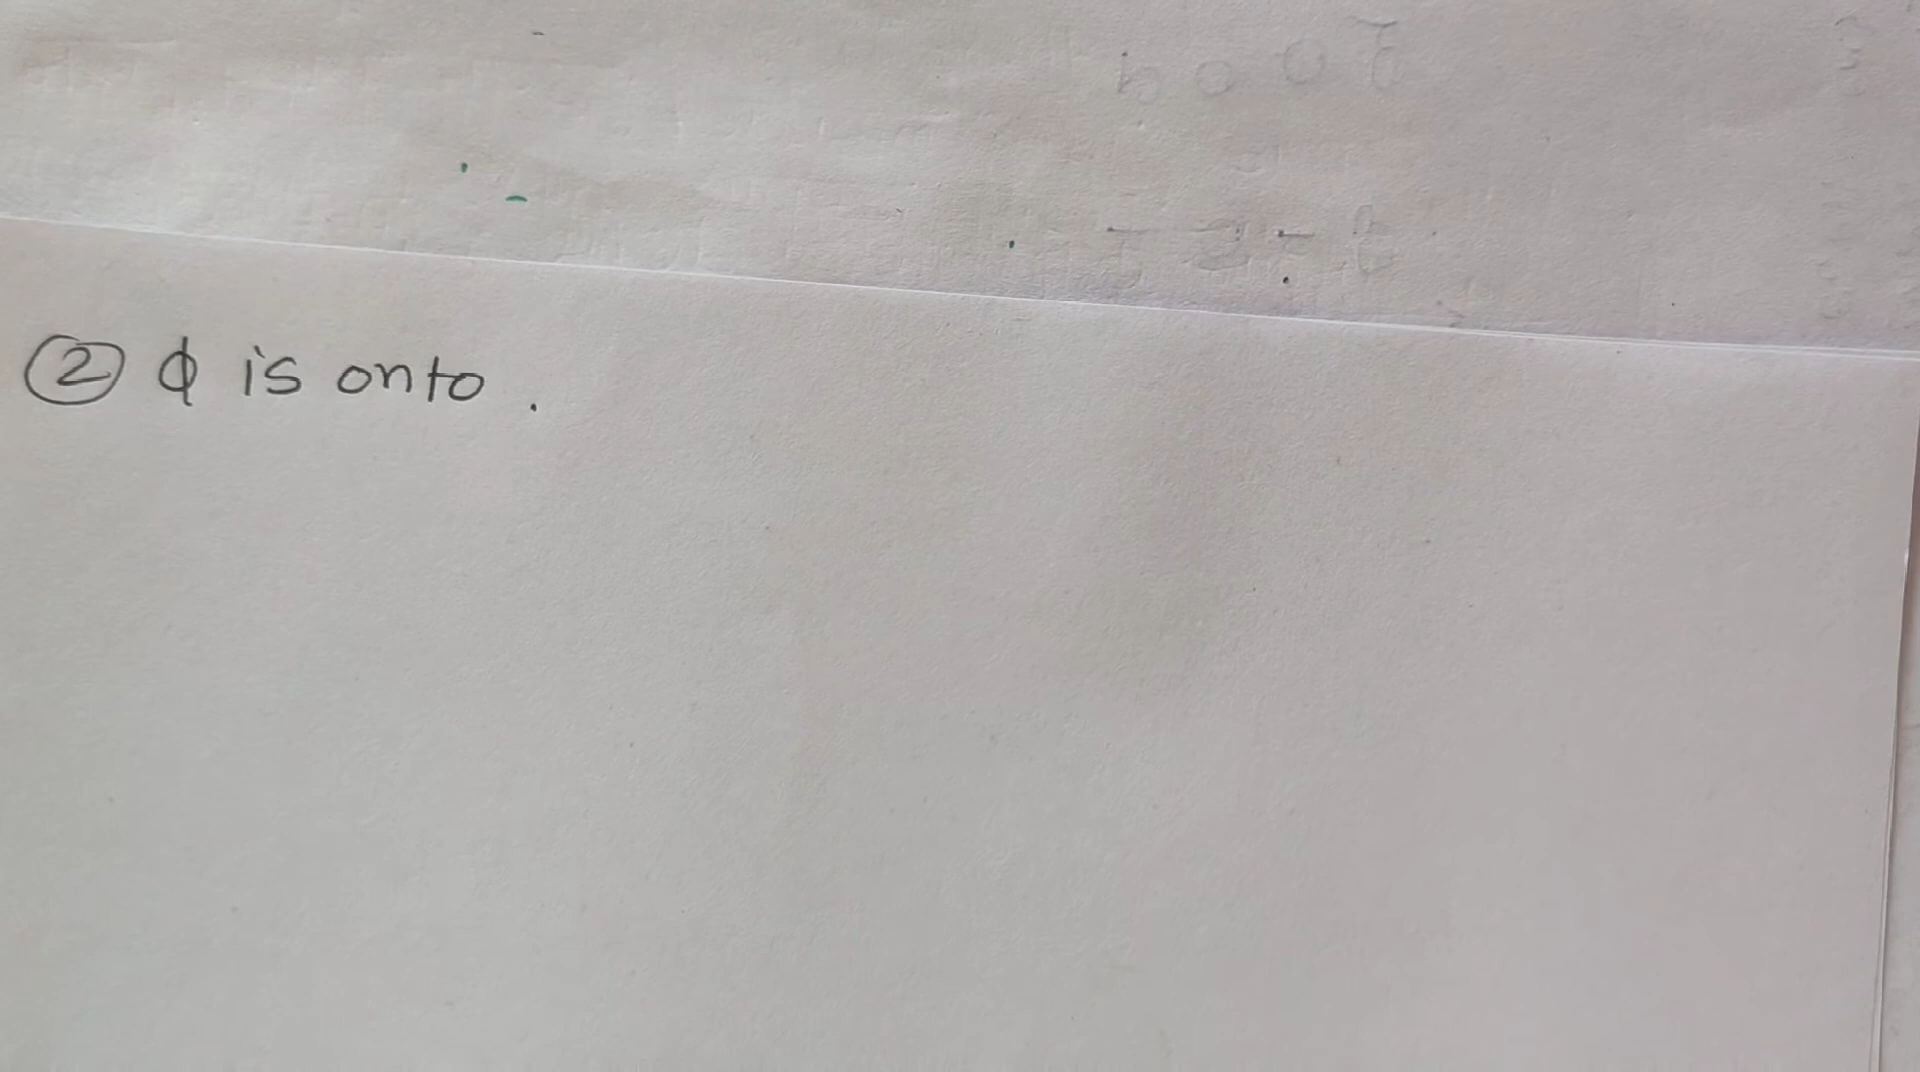 ② ϕ is onto.